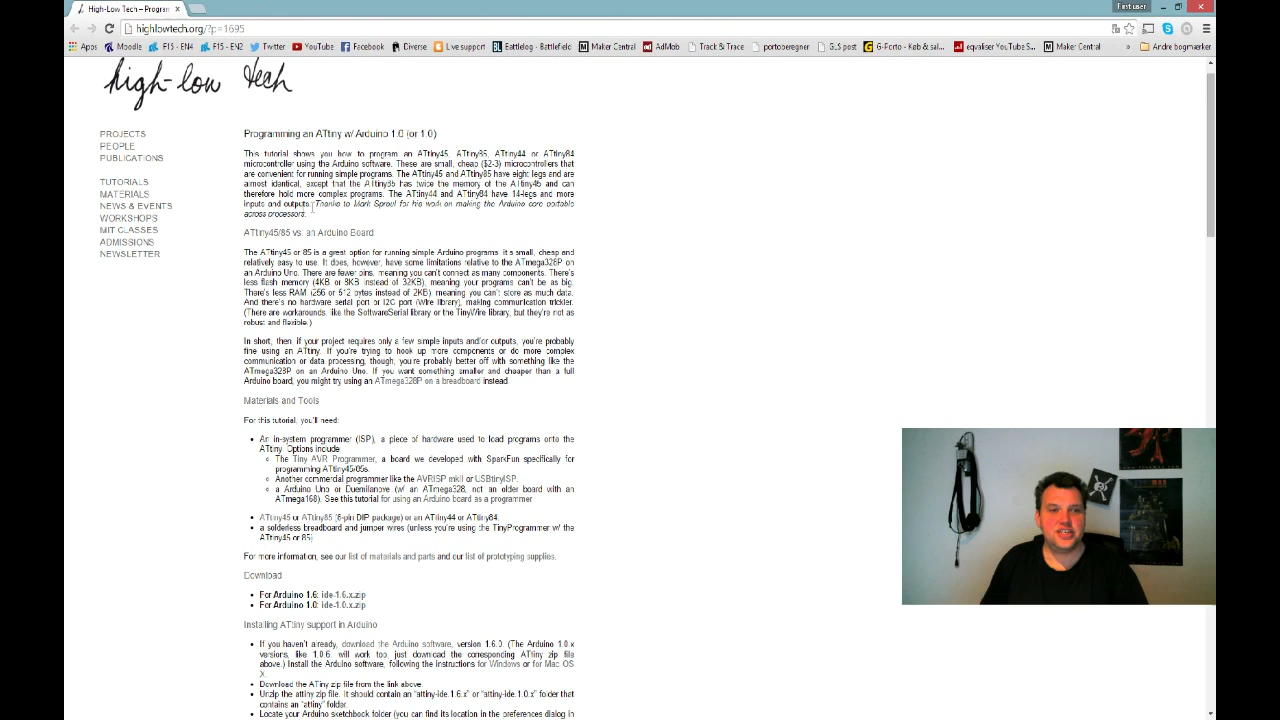 High-Low Tech – Program
First user
highlowtech.org/?p=1695
Apps Moodle F15 - EN4 F15 - EN2 Twitter YouTube Facebook Diverse Live support Battlelog - Battlefield Maker Central AdMob Track & Trace portoberegner GLS post G-Porto - Køb & sal... eqvaliser YouTube S... Maker Central » Andre bogmærker
high-low tech
PROJECTS
PEOPLE
PUBLICATIONS
TUTORIALS
MATERIALS
NEWS & EVENTS
WORKSHOPS
MIT CLASSES
ADMISSIONS
NEWSLETTER
Programming an ATtiny w/ Arduino 1.6 (or 1.0)
This tutorial shows you how to program an ATtiny45, ATtiny85, ATtiny44 or ATtiny84
microcontroller using the Arduino software. These are small, cheap ($2-3) microcontrollers that
are convenient for running simple programs. The ATtiny45 and ATtiny85 have eight legs and are
almost identical, except that the ATtiny85 has twice the memory of the ATtiny45 and can
therefore hold more complex programs. The ATtiny44 and ATtiny84 have 14-legs and more
inputs and outputs. Thanks to Mark Sproul for his work on making the Arduino core portable
across processors.
ATtiny45/85 vs. an Arduino Board
The ATtiny45 or 85 is a great option for running simple Arduino programs: it's small, cheap and
relatively easy to use. It does, however, have some limitations relative to the ATmega328P on
an Arduino Uno. There are fewer pins, meaning you can't connect as many components. There's
less flash memory (4KB or 8KB instead of 32KB), meaning your programs can't be as big.
There's less RAM (256 or 512 bytes instead of 2KB), meaning you can't store as much data.
And there's no hardware serial port or I2C port (Wire library), making communication trickier.
(There are workarounds, like the SoftwareSerial library or the TinyWire library, but they're not as
robust and flexible.)
In short, then, if your project requires only a few simple inputs and/or outputs, you're probably
fine using an ATtiny. If you're trying to hook up more components or do more complex
communication or data processing, though, you're probably better off with something like the
ATmega328P on an Arduino Uno. If you want something smaller and cheaper than a full
Arduino board, you might try using an ATmega328P on a breadboard instead.
Materials and Tools
For this tutorial, you'll need:
• An in-system programmer (ISP), a piece of hardware used to load programs onto the
ATtiny. Options include:
The Tiny AVR Programmer, a board we developed with SparkFun specifically for
programming ATtiny45/85s.
Another commercial programmer like the AVRISP mkII or USBtinyISP.
a Arduino Uno or Duemilanove (w/ an ATmega328, not an older board with an
ATmega168). See this tutorial for using an Arduino board as a programmer
• ATtiny45 or ATtiny85 (8-pin DIP package) or an ATtiny44 or ATtiny84.
• a solderless breadboard and jumper wires (unless you're using the TinyProgrammer w/ the
ATtiny45 or 85)
For more information, see our list of materials and parts and our list of prototyping supplies.
Download
• For Arduino 1.6: ide-1.6.x.zip
• For Arduino 1.0: ide-1.0.x.zip
Installing ATtiny support in Arduino
• If you haven't already, download the Arduino software, version 1.6.0. (The Arduino 1.0.x
versions, like 1.0.6, will work too, just download the corresponding ATtiny zip file
above.) Install the Arduino software, following the instructions for Windows or for Mac OS
X.
• Download the ATtiny zip file from the link above.
• Unzip the attiny zip file. It should contain an "attiny-ide.1.6.x" or "attiny-ide.1.0.x" folder that
contains an "attiny" folder.
• Locate your Arduino sketchbook folder (you can find its location in the preferences dialog in